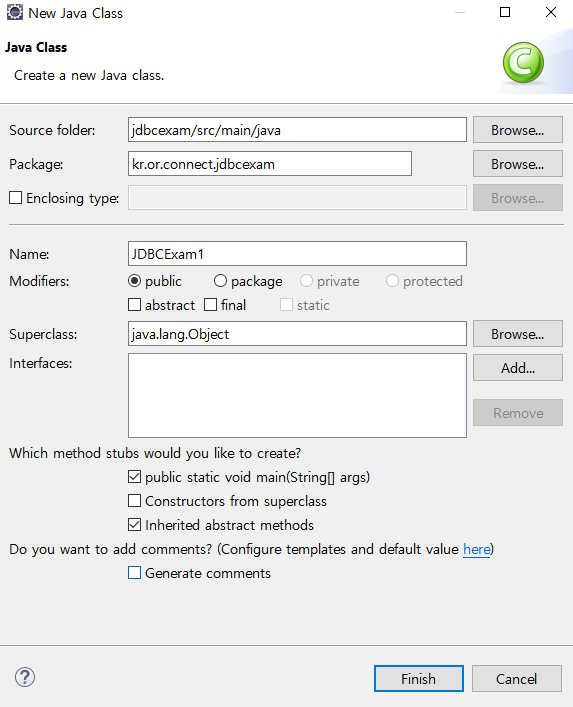 New Java Class
Java Class
Create a new Java class.
Source folder: jdbcexam/src/main/java Browse...
Package: kr.or.connect.jdbcexam Browse...
Enclosing type: Browse...
Name: JDBCExam1
Modifiers: public package private protected
abstract final static
Superclass: java.lang.Object Browse...
Interfaces: Add...
Remove
Which method stubs would you like to create?
public static void main(String[] args)
Constructors from superclass
Inherited abstract methods
Do you want to add comments? (Configure templates and default value here)
Generate comments
? Finish Cancel